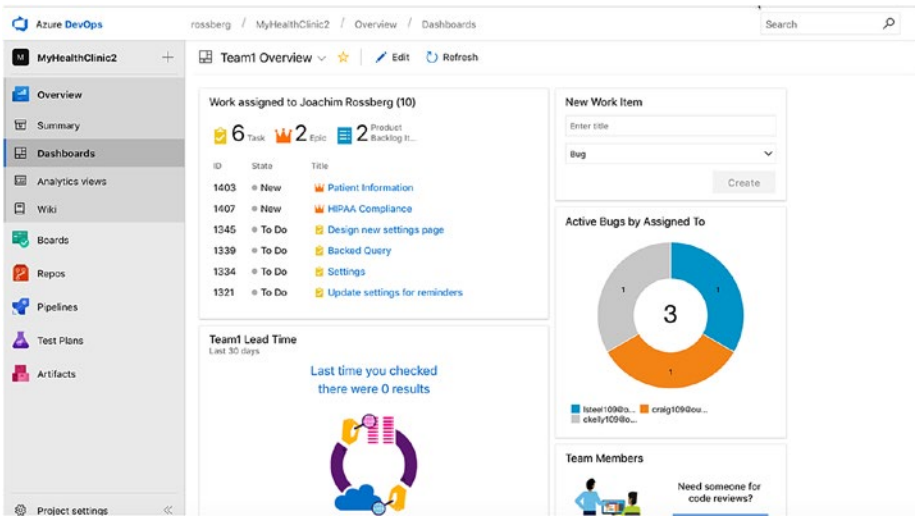 Azure DevOps
rossberg / MyHealthClinic2 / Overview / Dashboards
Search
M MyHealthClinic2
Overview
Summary
Dashboards
Analytics views
Wiki
Boards
Repos
Pipelines
Test Plans
Artifacts
Project settings
Team1 Overview
Edit
Refresh
Work assigned to Joachim Rossberg (10)
6 Task
2 Epic
2 Product
Backlog It...
ID State Title
1403 New Patient Information
1407 New HIPAA Compliance
1345 To Do Design new settings page
1339 To Do Backed Query
1334 To Do Settings
1321 To Do Update settings for reminders
Team1 Lead Time
Last 30 days
Last time you checked
there were 0 results
New Work Item
Enter title
Bug
Create
Active Bugs by Assigned To
1
1
3
1
lsteel109@o... craig109@ou...
ckelly109@o...
Team Members
Need someone for
code reviews?